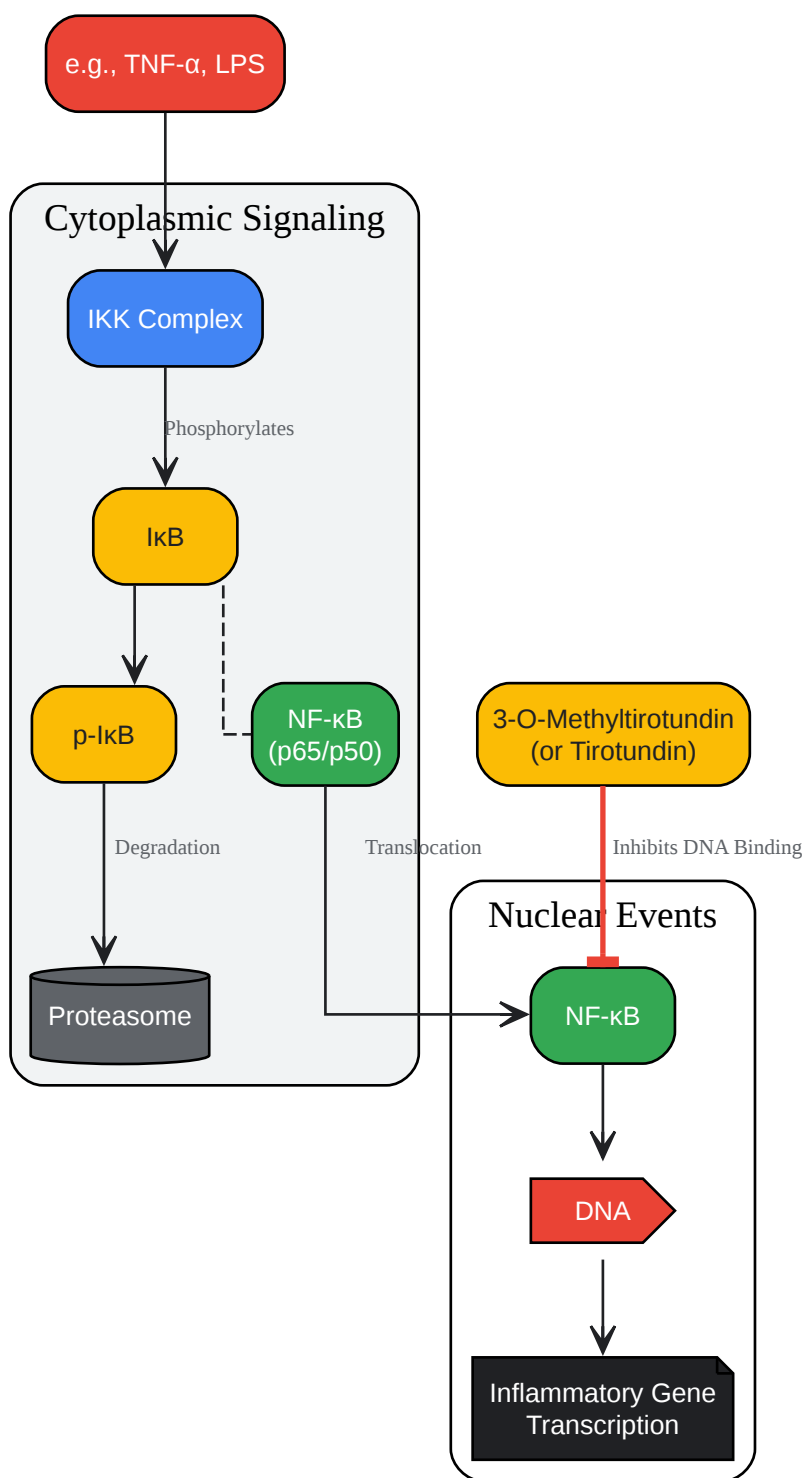 e.g., TNF-α, LPS
Cytoplasmic Signaling
IKK Complex
Phosphorylates
IκB
p-IκB
NF-κB
(p65/p50)
3-O-Methyltirotundin
(or Tirotundin)
Degradation
Translocation
Inhibits DNA Binding
Nuclear Events
Proteasome
NF-κB
DNA
Inflammatory Gene
Transcription